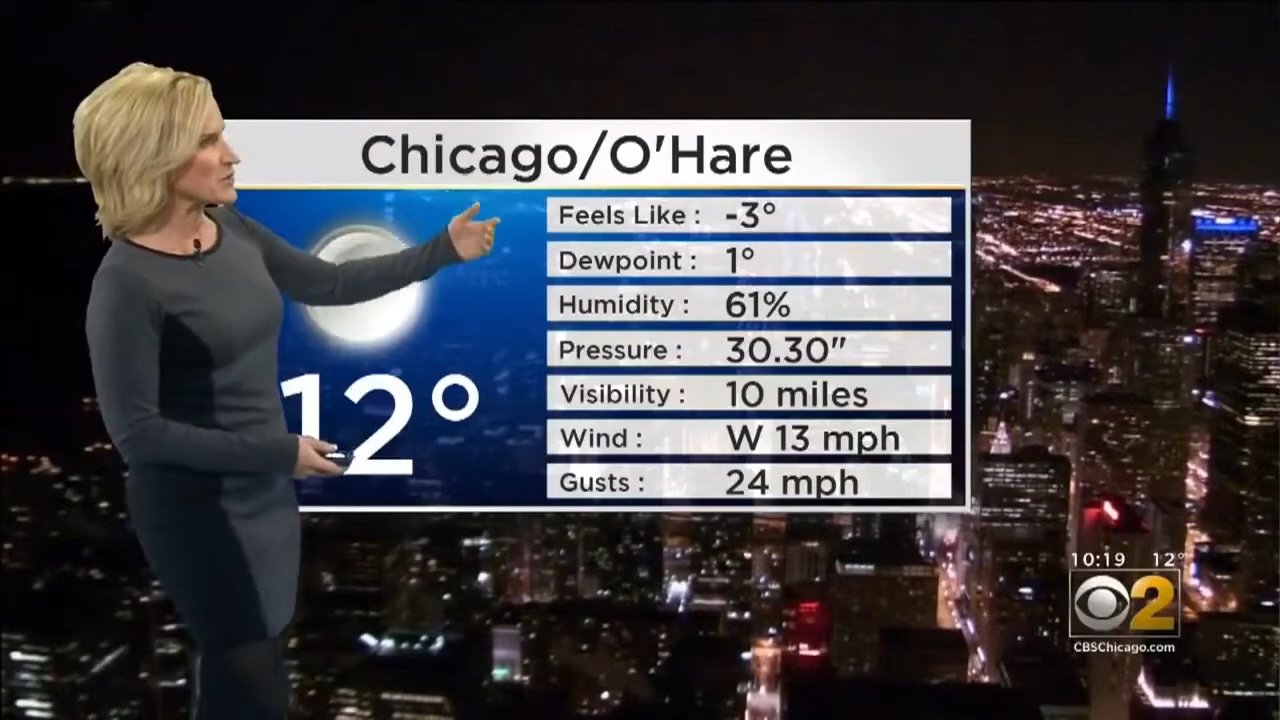 Chicago/O'Hare
12°
Feels Like : -3°
Dewpoint : 1°
Humidity : 61%
Pressure : 30.30"
Visibility : 10 miles
Wind : W 13 mph
Gusts : 24 mph
10:19 12°
2
CBSChicago.com